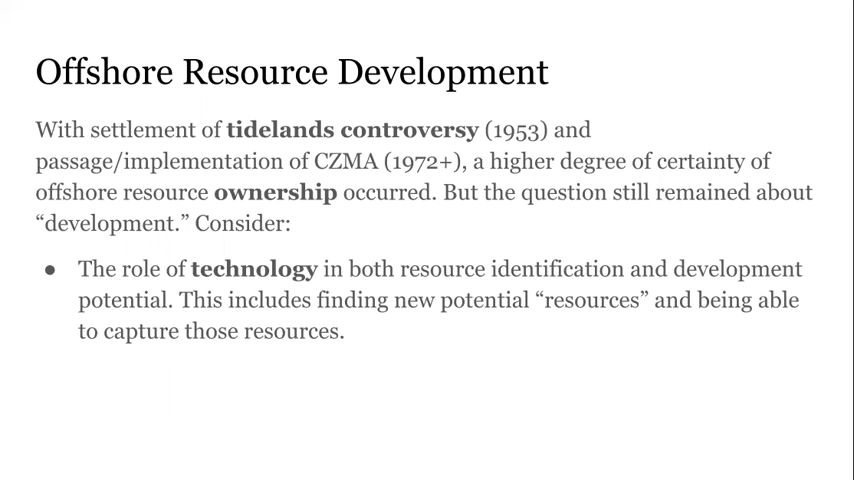 Offshore Resource Development
With settlement of tidelands controversy (1953) and
passage/implementation of CZMA (1972+), a higher degree of certainty of
offshore resource ownership occurred. But the question still remained about
“development.” Consider:
● The role of technology in both resource identification and development
potential. This includes finding new potential “resources” and being able
to capture those resources.